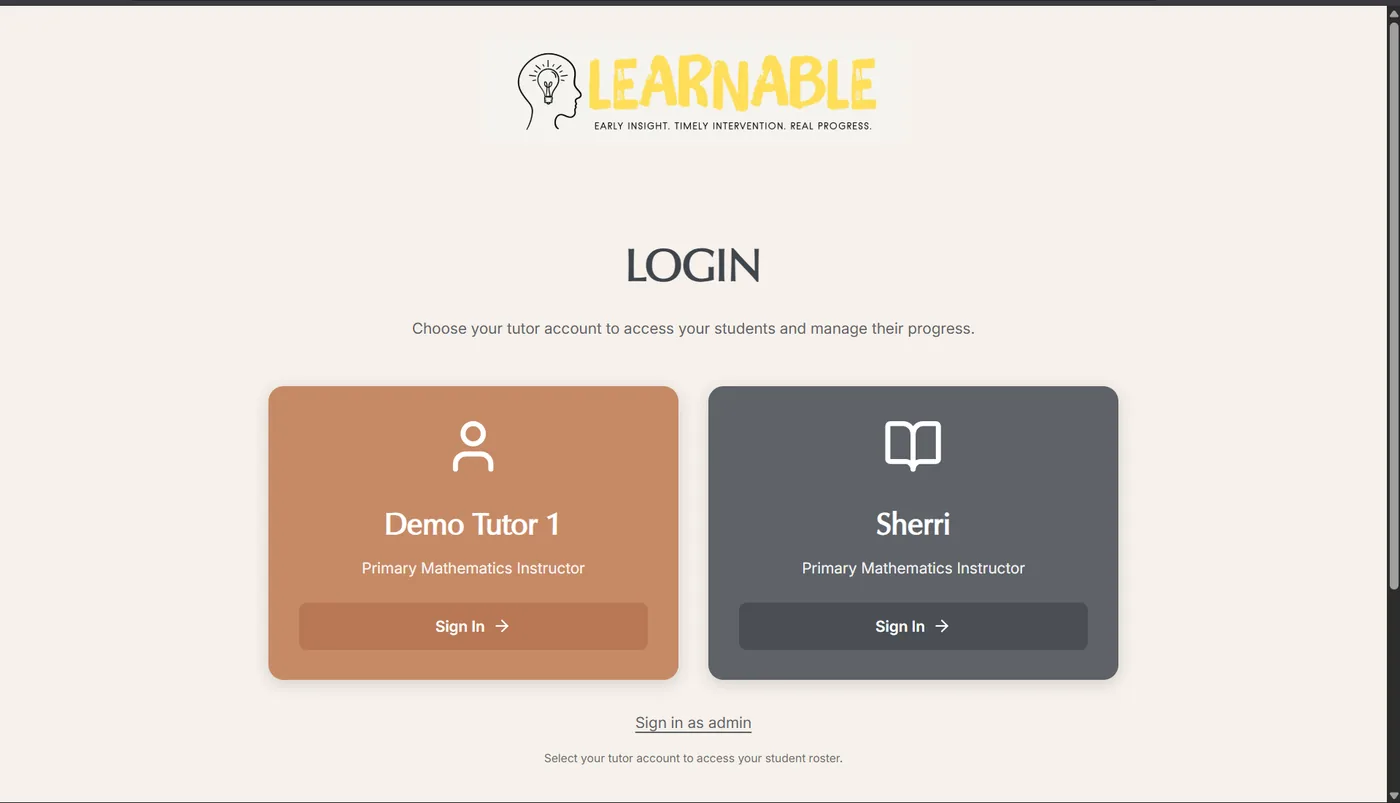 LEARNABLE
EARLY INSIGHT. TIMELY INTERVENTION. REAL PROGRESS.
LOGIN
Choose your tutor account to access your students and manage their progress.
Demo Tutor 1
Primary Mathematics Instructor
Sign In →
Sherri
Primary Mathematics Instructor
Sign In →
Sign in as admin
Select your tutor account to access your student roster.